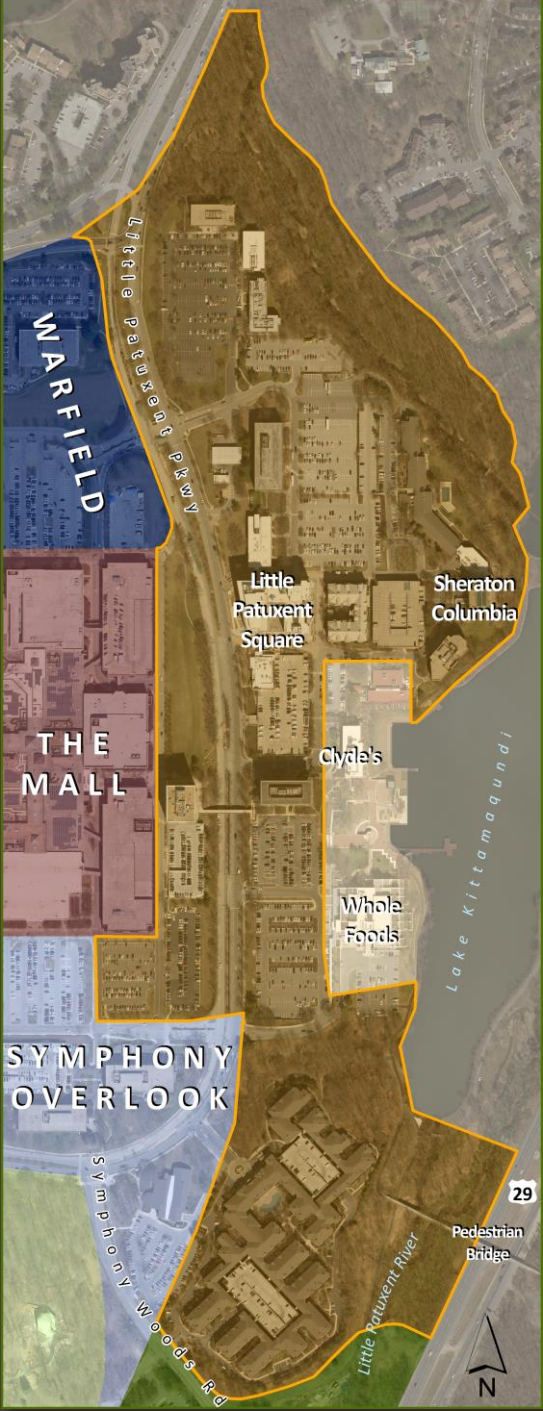 Little Patuxent Pkwy
WARFIELD
Little
Patuxent
Square
Sheraton
Columbia
THE
MALL
Clyde's
Lake Kittamaqundi
Whole
Foods
SYMPHONY
OVERLOOK
Symphony Woods Rd
29
Pedestrian
Bridge
Little Patuxent River
N